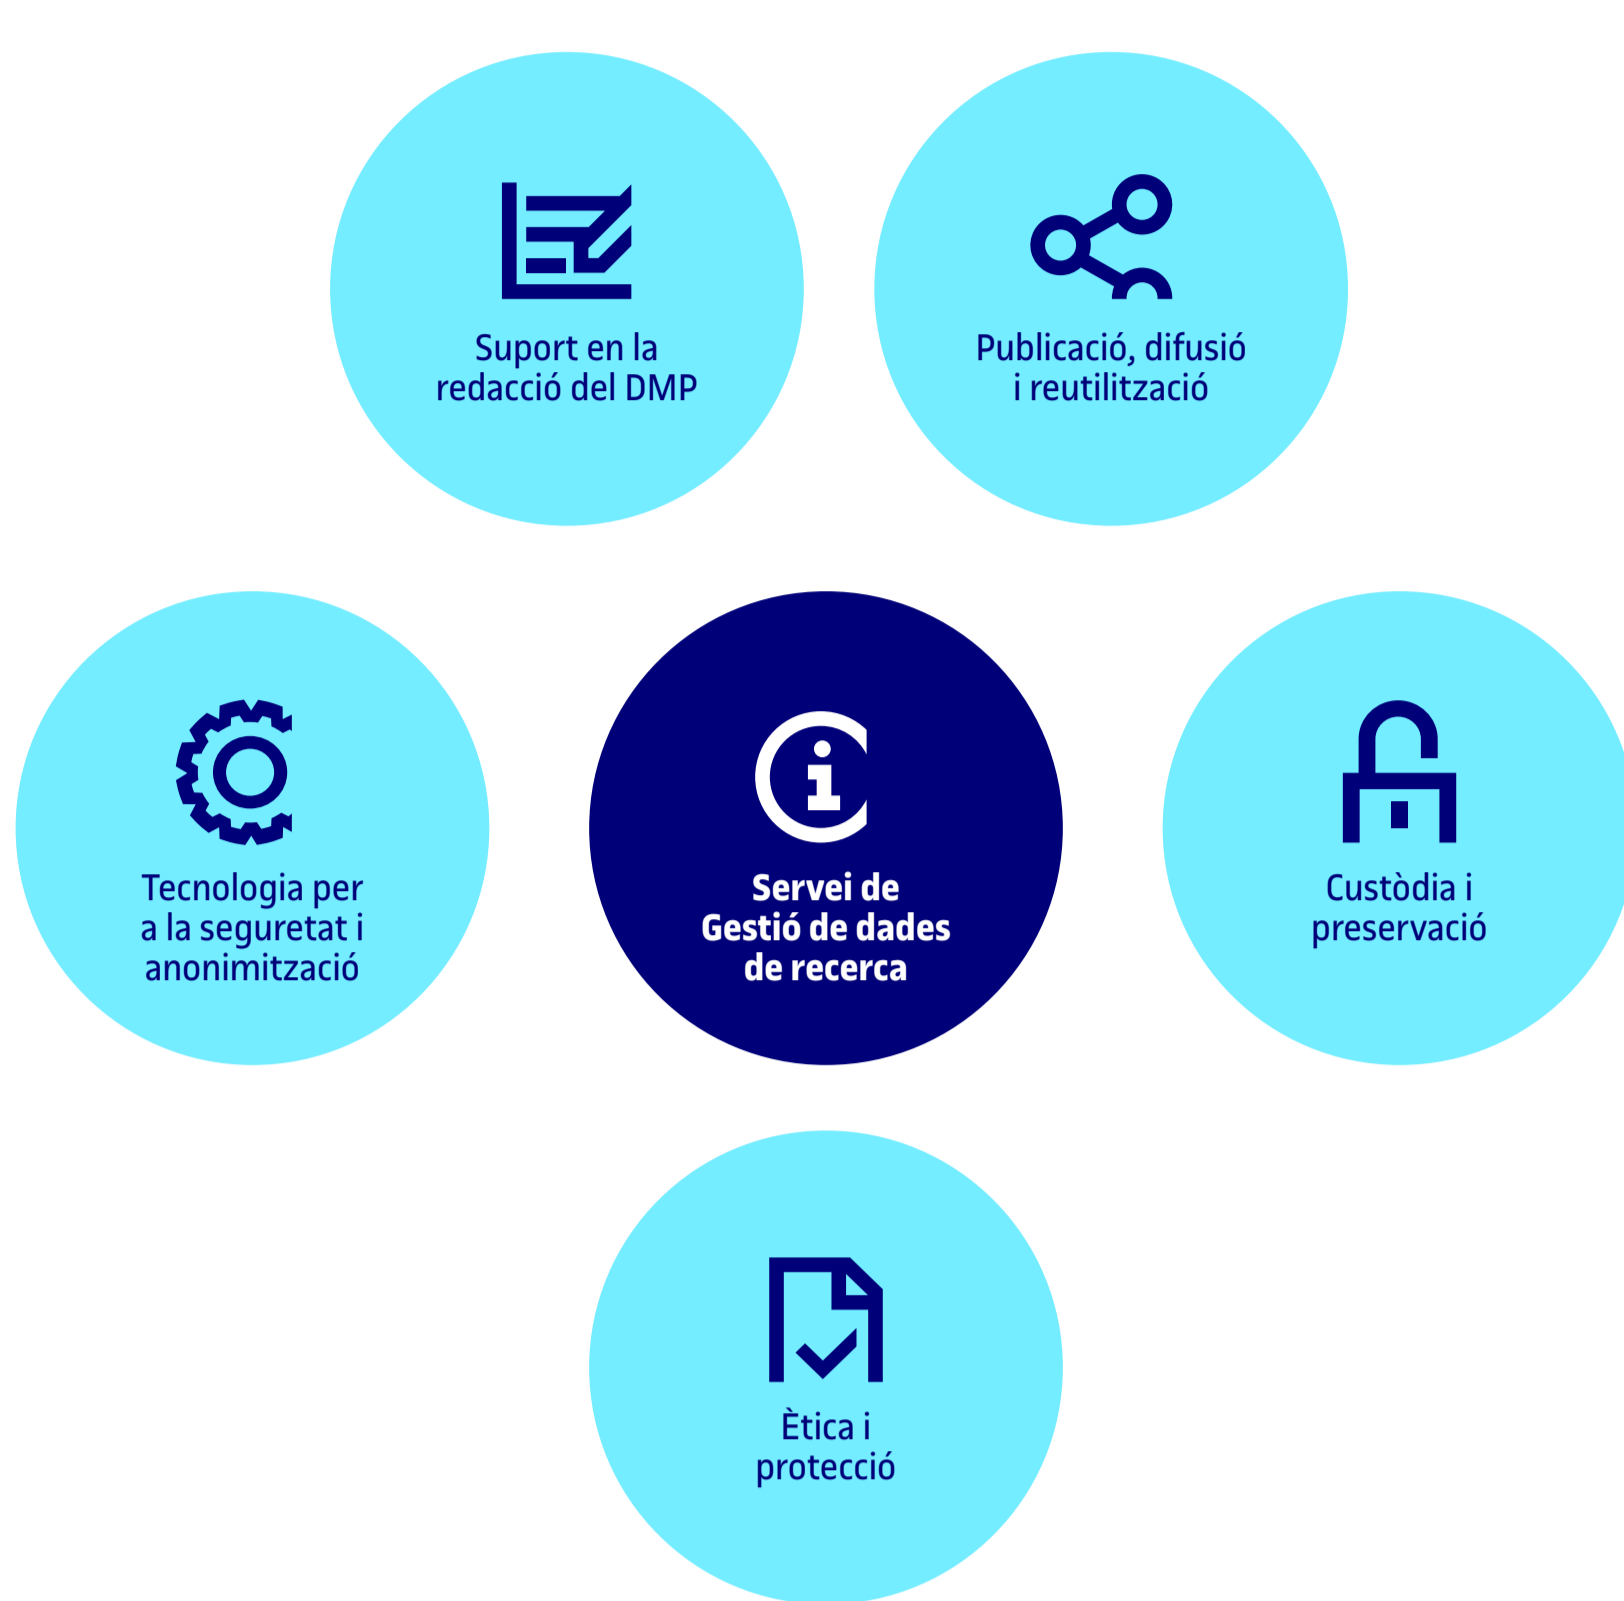 Suport en la
redacció del DMP
Publicació, difusió
i reutilització
Tecnologia per
a la seguretat i
anonimització
Servei de
Gestió de dades
de recerca
Custòdia i
preservació
Ètica i
protecció